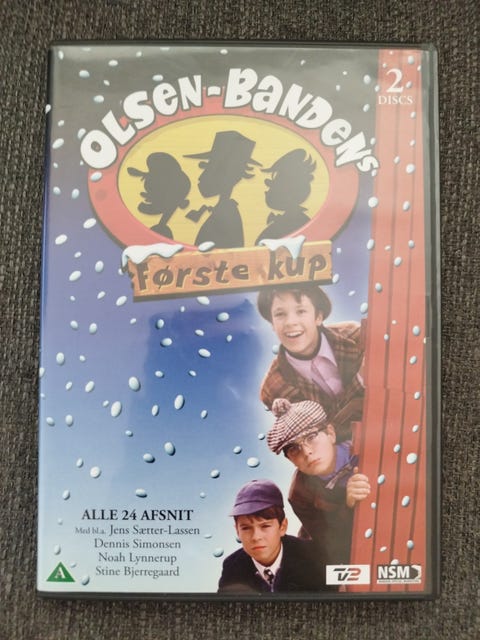 2
DISCS
OLSEN-BANDENS
Første kup
ALLE 24 AFSNIT
Med bl.a. Jens Sætter-Lassen
Dennis Simonsen
Noah Lynnerup
Stine Bjerregaard
A
TV2
NSM